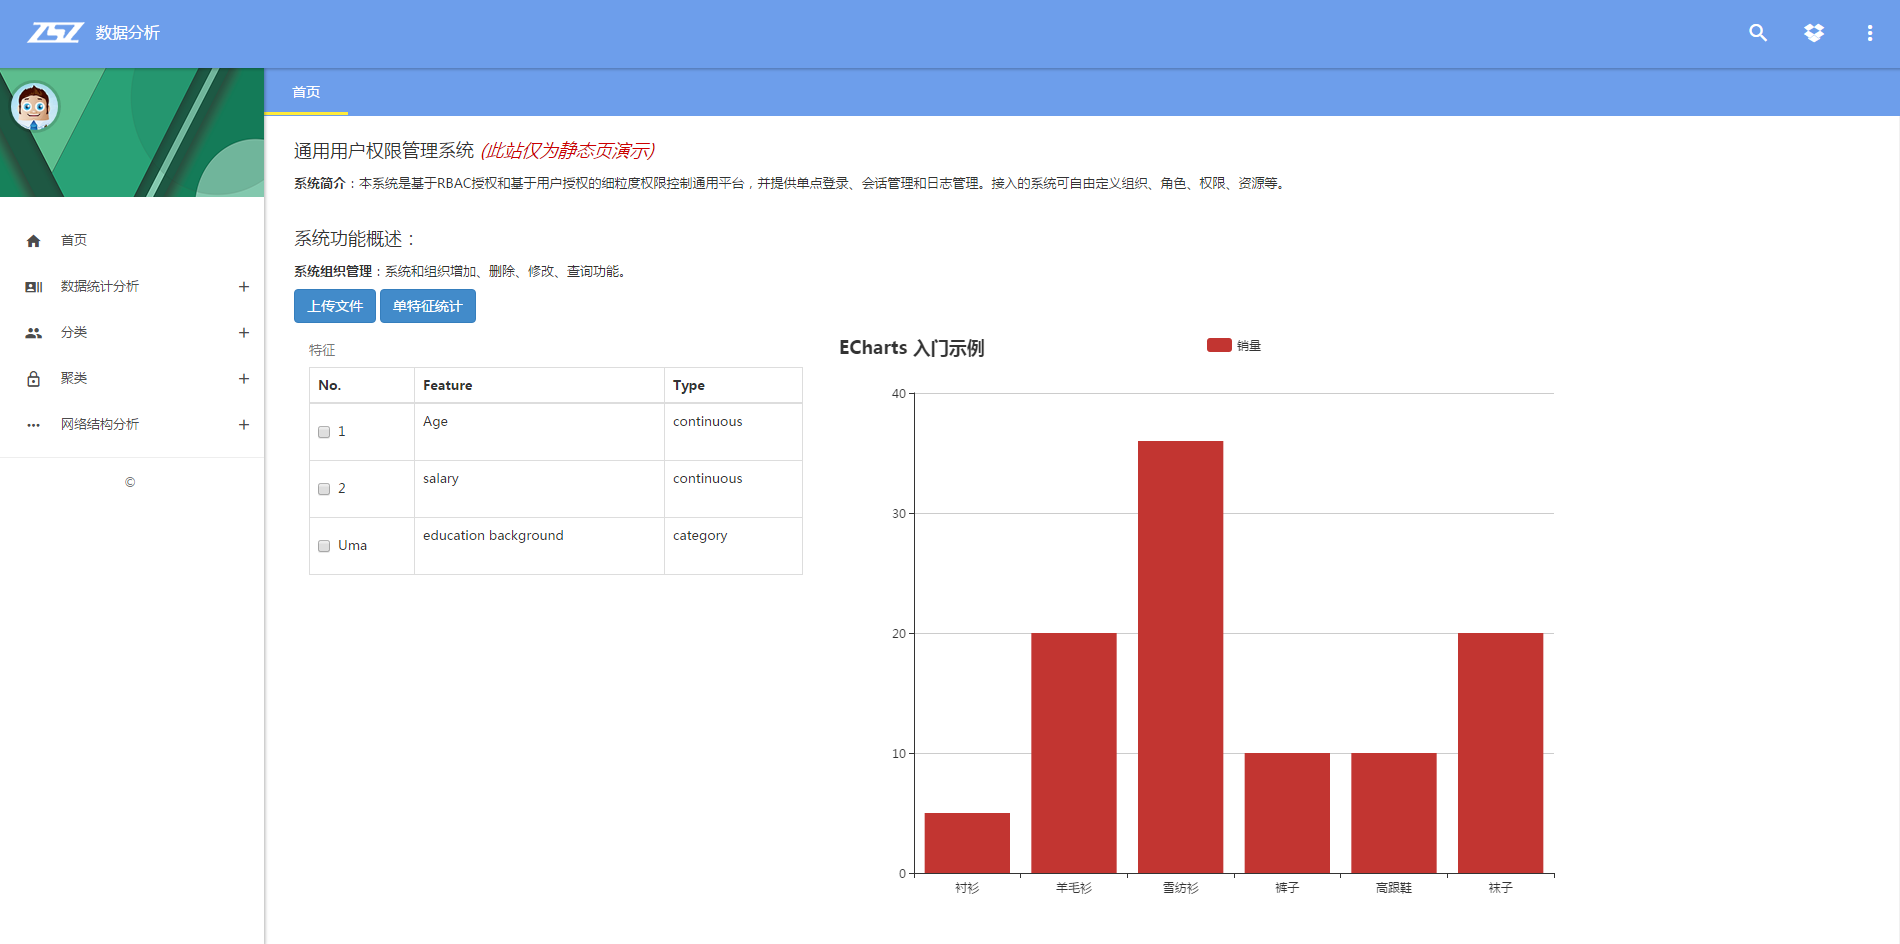 ZSZ 数据分析
首页
通用用户权限管理系统 (此站仅为静态页演示)
系统简介：本系统是基于RBAC授权和基于用户授权的细粒度权限控制通用平台，并提供单点登录、会话管理和日志管理。接入的系统可自由定义组织、角色、权限、资源等。
首页
数据统计分析 +
分类 +
聚类 +
网络结构分析 +
©
系统功能概述：
系统组织管理：系统和组织增加、删除、修改、查询功能。
上传文件 单特征统计
特征
No. Feature Type
1 Age continuous
2 salary continuous
Uma education background category
ECharts 入门示例
销量
40
30
20
10
0
衬衫 羊毛衫 雪纺衫 裤子 高跟鞋 袜子